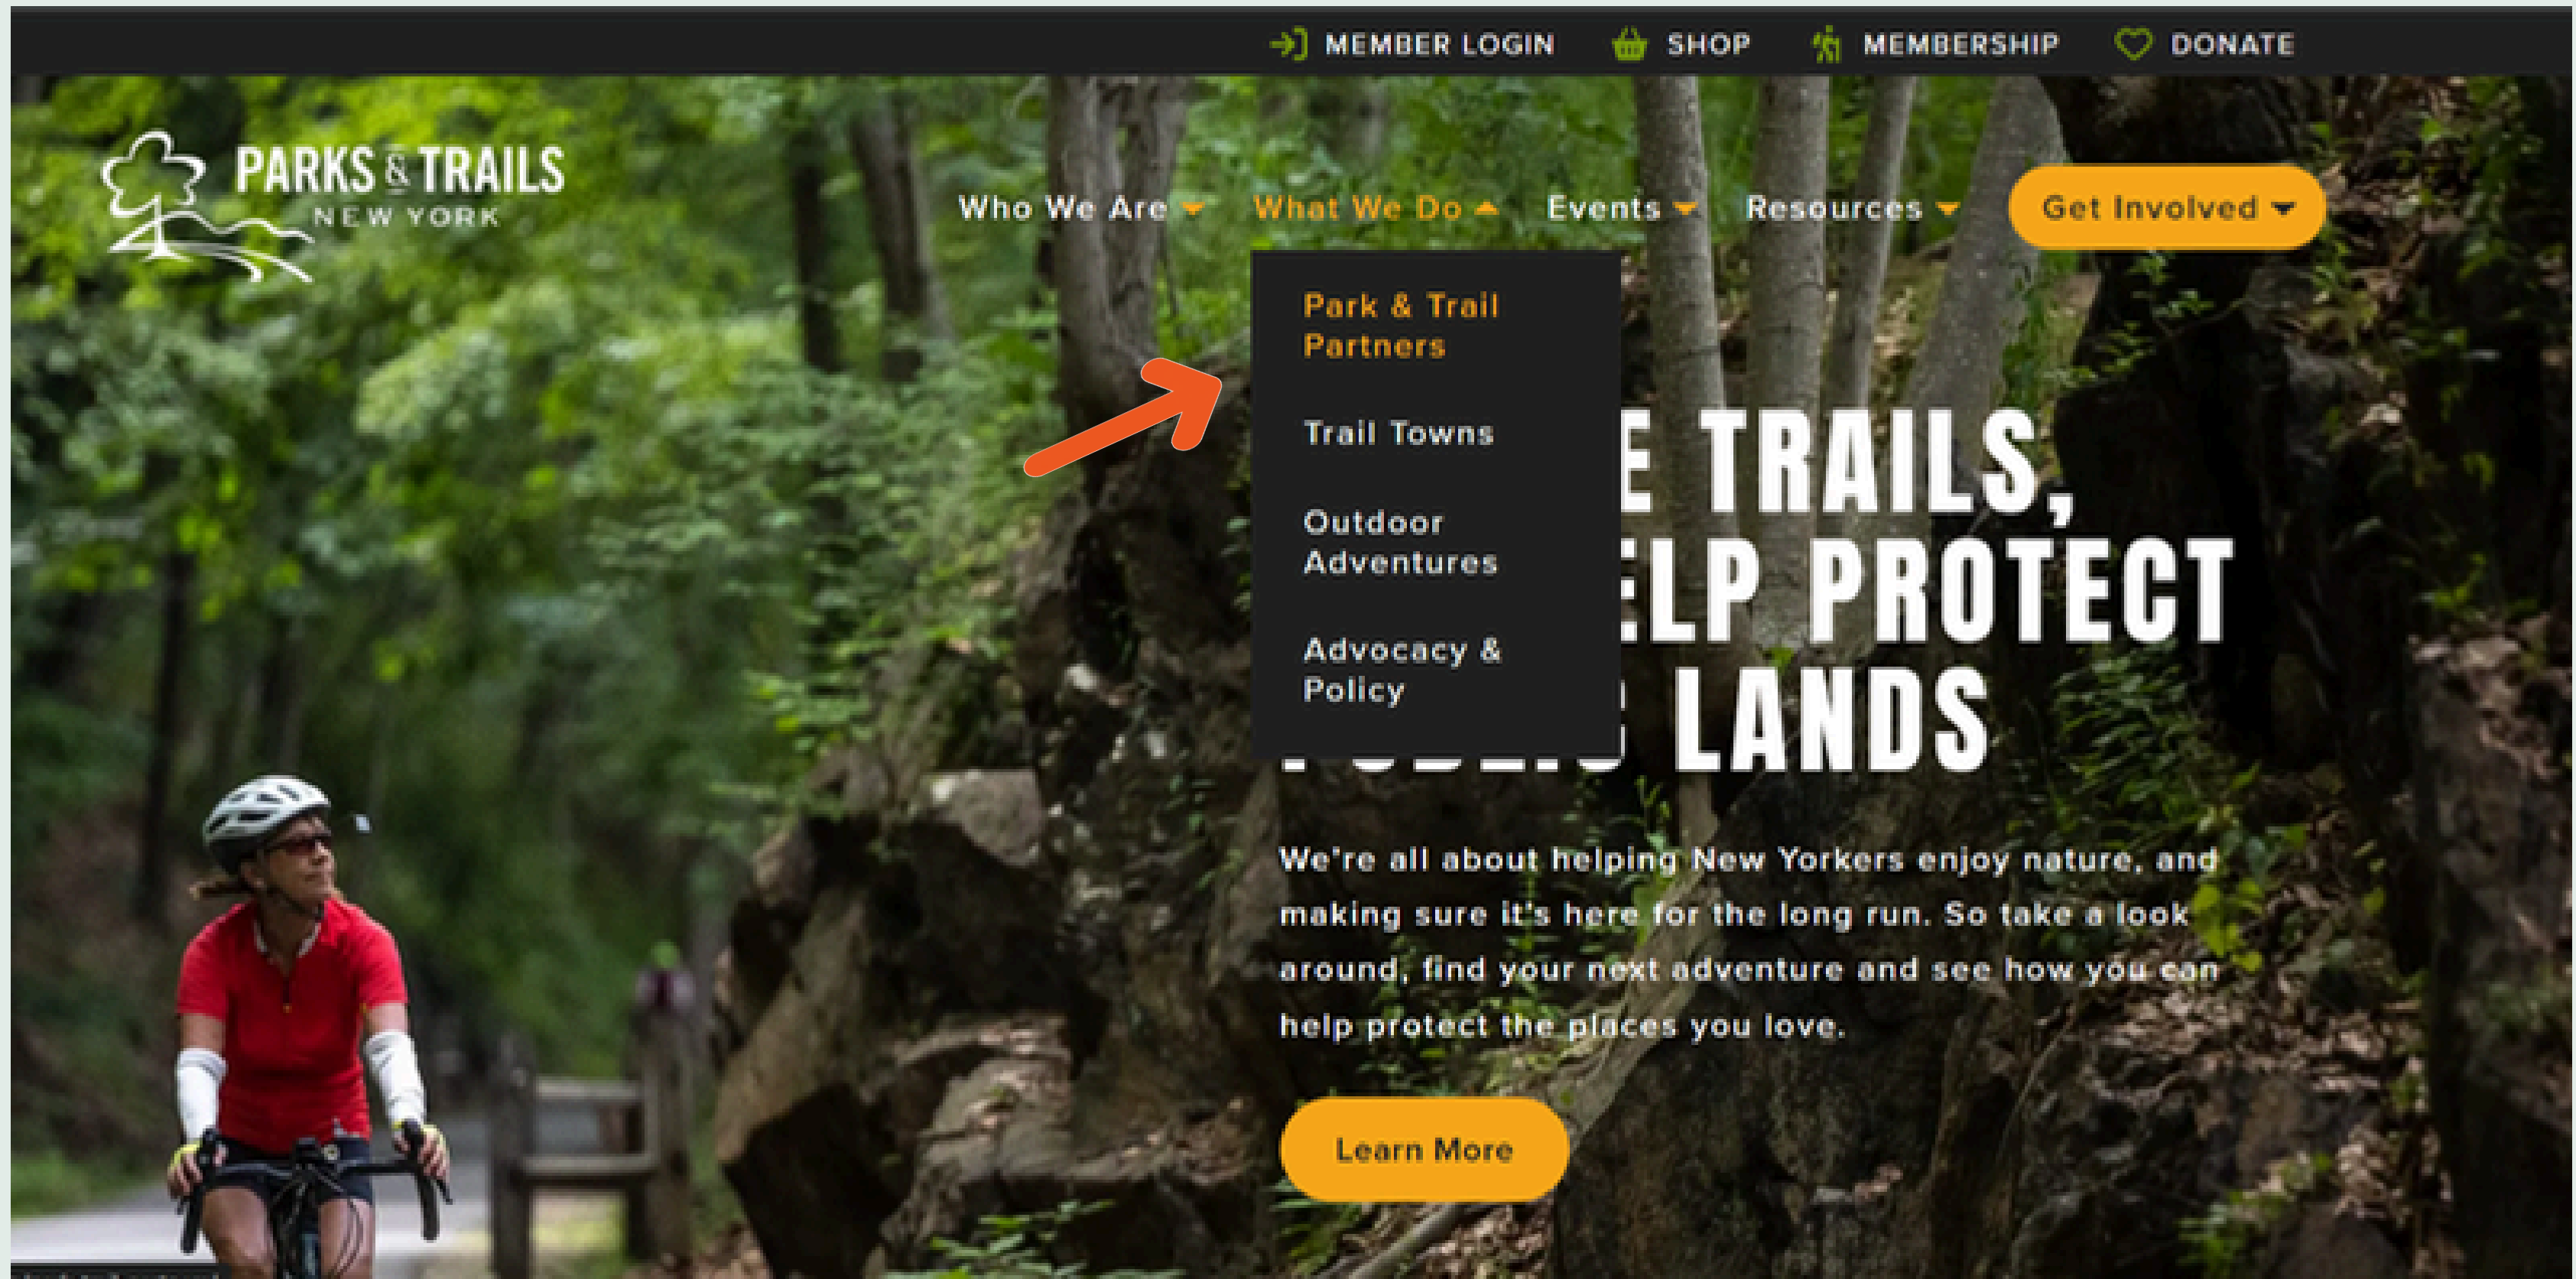 MEMBER LOGIN SHOP MEMBERSHIP DONATE
PARKS & TRAILS
NEW YORK
Who We Are What We Do Events Resources Get Involved
Park & Trail
Partners
Trail Towns
Outdoor
Adventures
Advocacy &
Policy
E TRAILS,
ELP PROTECT
LANDS
We're all about helping New Yorkers enjoy nature, and
making sure it's here for the long run. So take a look
around, find your next adventure and see how you can
help protect the places you love.
Learn More